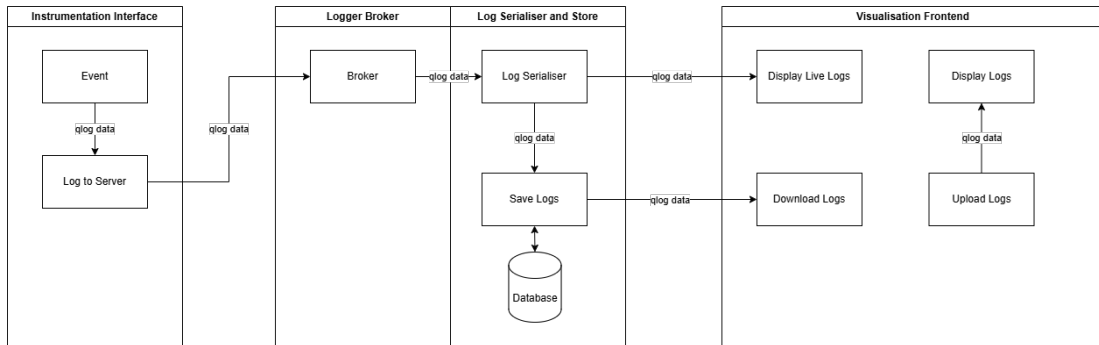 Instrumentation Interface
Logger Broker
Log Serialiser and Store
Visualisation Frontend
Event
Broker
qlog data
Log Serialiser
qlog data
Display Live Logs
Display Logs
qlog data
qlog data
qlog data
qlog data
Log to Server
Save Logs
qlog data
Download Logs
Upload Logs
Database